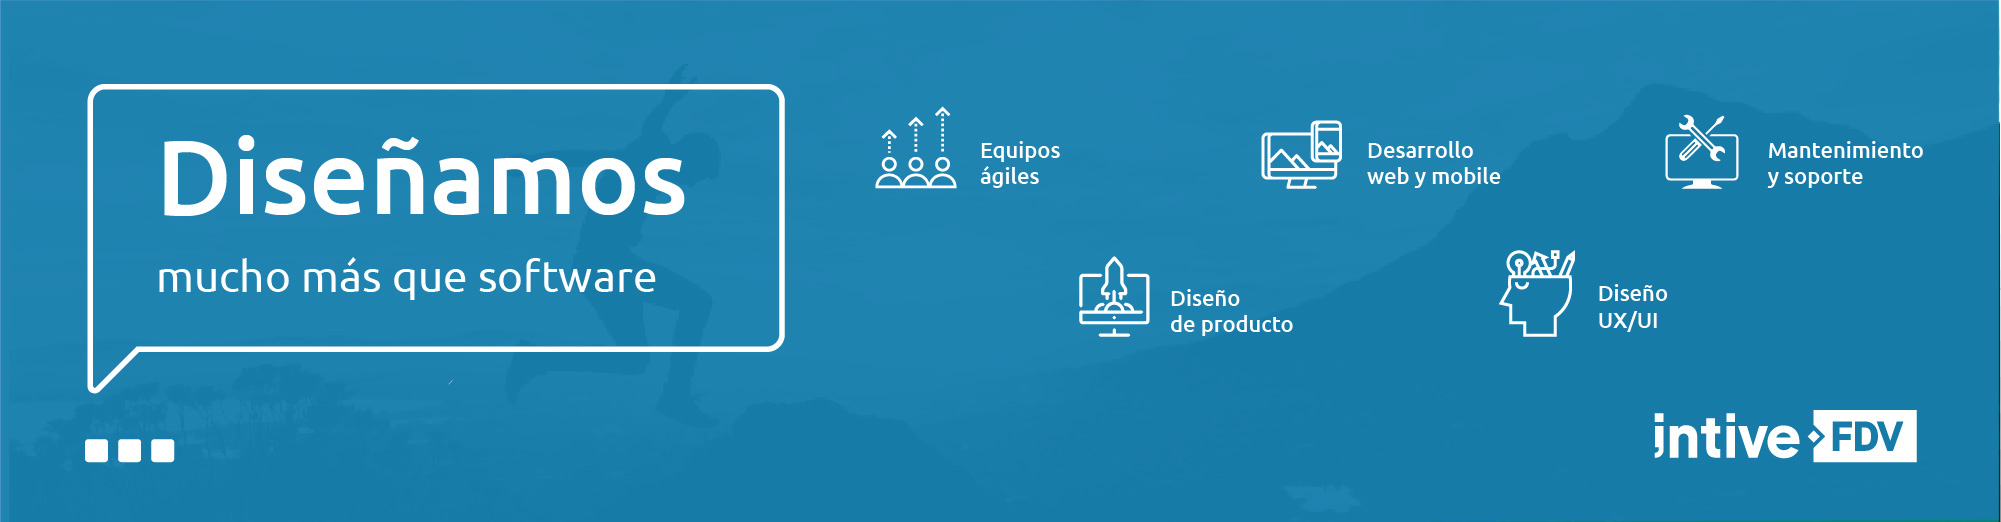 Diseñamos
mucho más que software
Equipos
ágiles
Desarrollo
web y mobile
Mantenimiento
y soporte
Diseño
de producto
Diseño
UX/UI
intive FDV